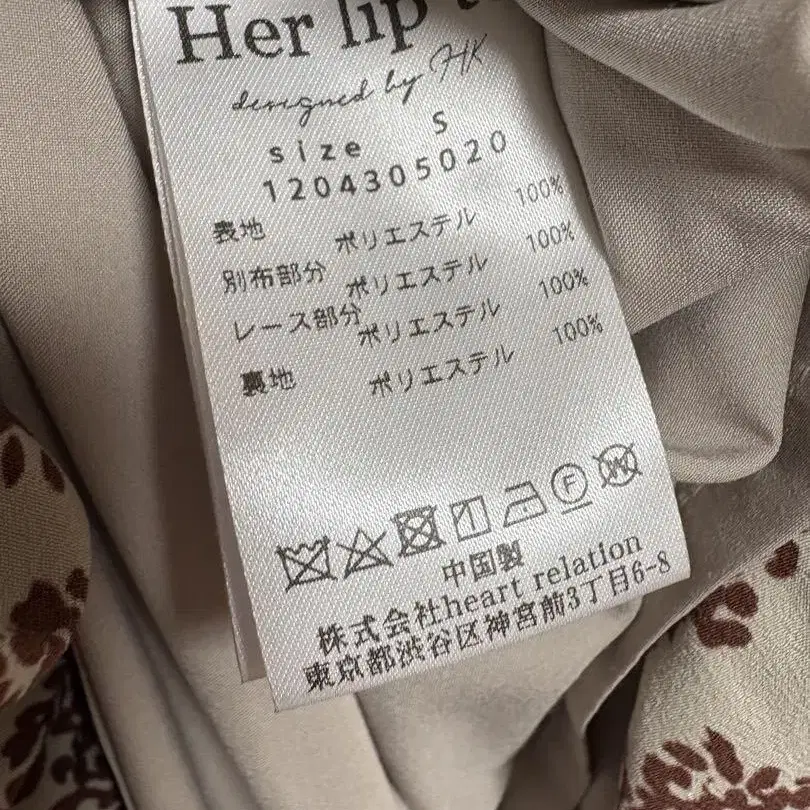 Her lip
designed by HK
size S
1204305020
表地 ポリエステル 100%
別布部分 ポリエステル 100%
レース部分 ポリエステル 100%
裏地 ポリエステル 100%
中国製
株式会社heart relation
東京都渋谷区神宮前3丁目6-8